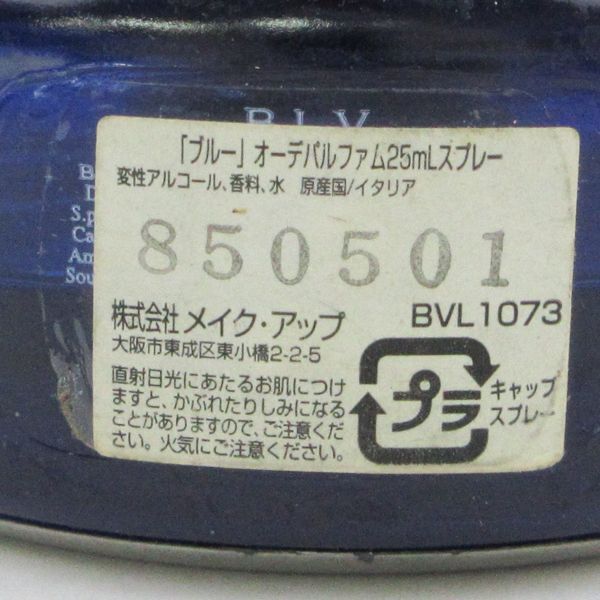 BLV
「ブルー」オーデパルファム25mLスプレー
変性アルコール、香料、水 原産国/イタリア
850501
株式会社 メイク・アップ BVL1073
大阪市東成区東小橋2-2-5
直射日光にあたるお肌につけ
ますと、かぶれたりしみになる
ことがありますので、ご注意くだ
さい。火気にご注意ください。
プラ
キャップ
スプレー
S.p
Ca
Am
Sou